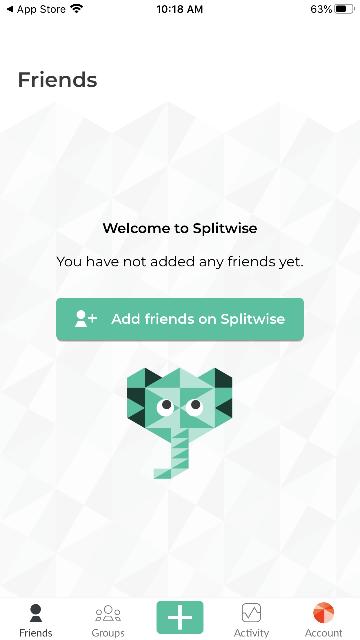 App Store
10:18 AM
63%
Friends
Welcome to Splitwise
You have not added any friends yet.
Add friends on Splitwise
Friends
Groups
Activity
Account